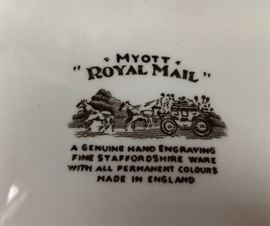 MYOTT
"ROYAL MAIL"
A GENUINE HAND ENGRAVING
FINE STAFFORDSHIRE WARE
WITH ALL PERMANENT COLOURS
MADE IN ENGLAND